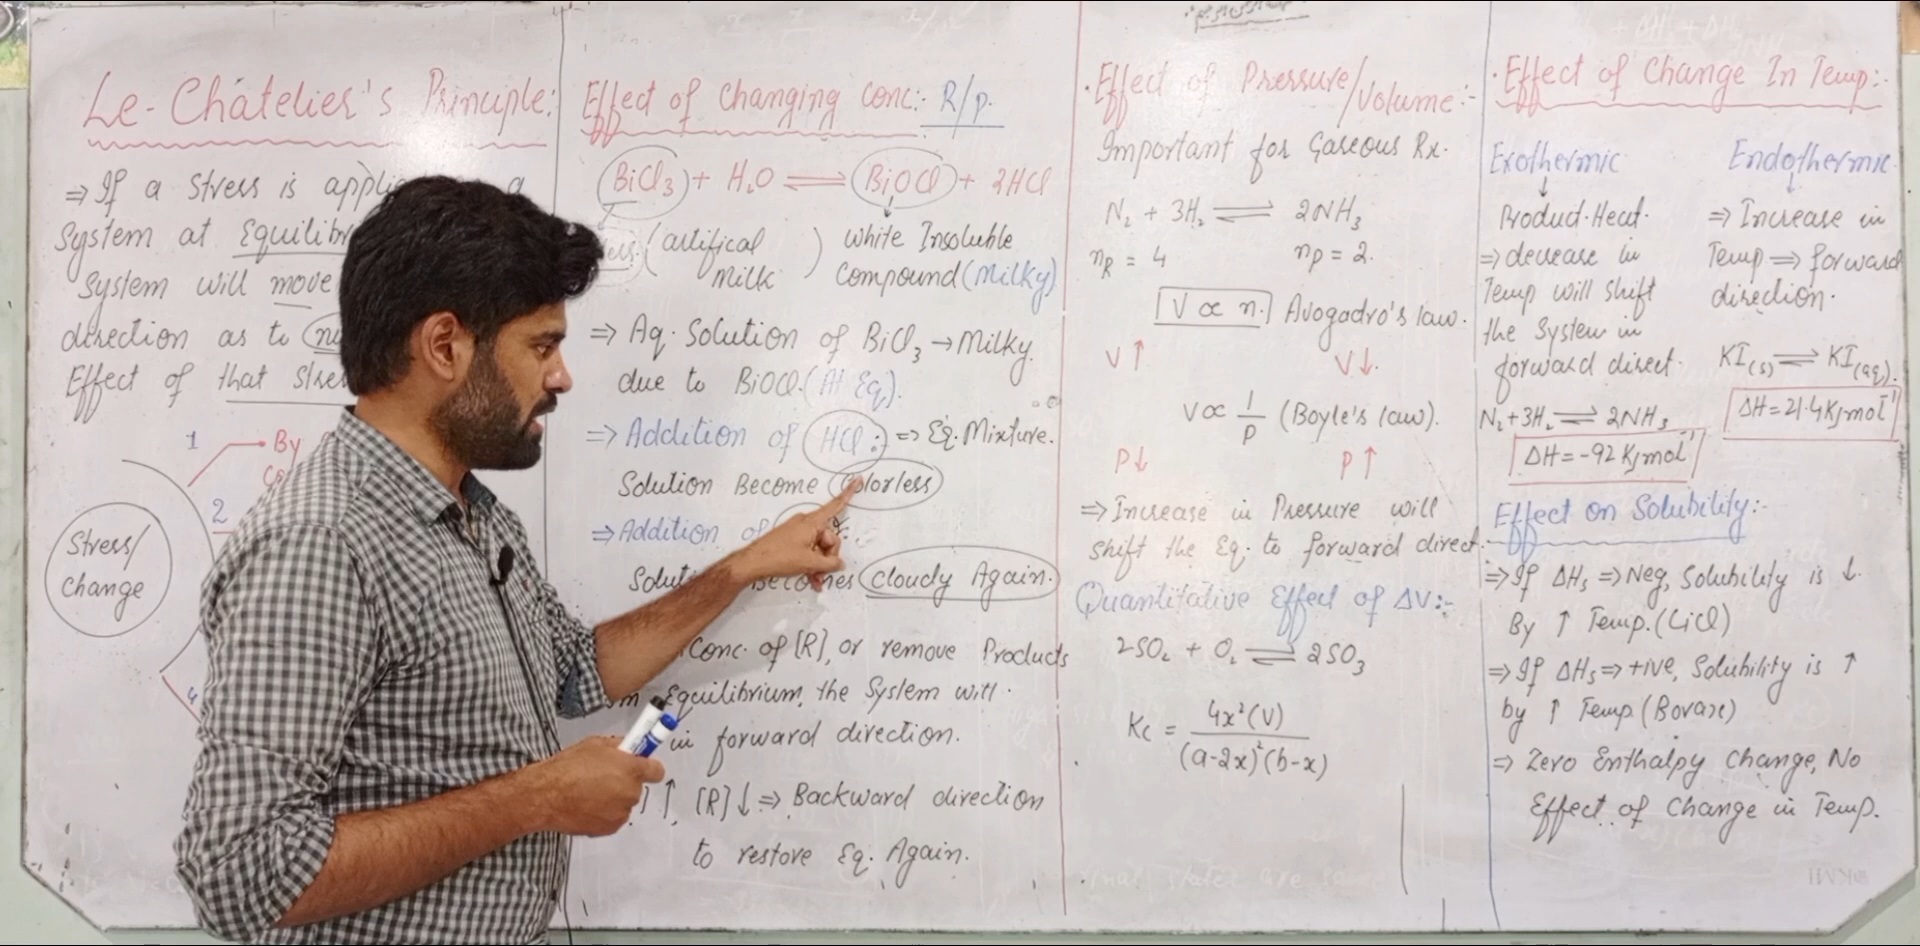 Le-Chatelier's Principle:
⇒ If a Stress is a
System at Equilib
System will move
direction as to
Effect of that Stre
1 → By
2
Stress/
Change
4
Effect of Changing Conc:- R/P.
BiCl₃ + H₂O ⇌ BiOCl + 2HCl
(artifical milk) White Insoluble
Compound (Milky)
⇒ Aq. Solution of BiCl₃ → Milky.
due to BiOCl. (At Eq).
⇒ Addition of HCl: ⇒ Eq. Mixture.
Solution Become Colorless
⇒ Addition of
Becomes Cloudy Again.
Conc. of [R], or remove Products
Equilibrium, the System will
in forward direction.
] ↑, [R] ↓ ⇒ Backward direction
to restore Eq. Again.
. Effect of Pressure/Volume:-
Important for Gaseous Rx.
N₂ + 3H₂ ⇌ 2NH₃
nR = 4 nP = 2.
V ∝ n. Avogadro's law.
V ↑ V ↓.
V ∝ 1/P (Boyle's law).
P ↓ P ↑
⇒ Increase in Pressure will
shift the Eq. to forward direct.
Quantitative Effect of ΔV:-
2SO₂ + O₂ ⇌ 2SO₃
Kc = 4x²(V) / (a-2x)²(b-x)
. Effect of Change In Temp:-
Exothermic
↓
Product-Heat.
⇒ decrease in
Temp will shift
the System in
forward direct.
N₂+3H₂ ⇌ 2NH₃
ΔH = -92 KJmol⁻¹
Endothermic
↓
⇒ Increase in
Temp ⇒ forward
direction.
KI(s) ⇌ KI(aq).
ΔH = 21.4KJmol⁻¹
Effect on Solubility:-
⇒ If ΔHs ⇒ Neg, Solubility is ↓
By ↑ Temp. (LiCl)
⇒ If ΔHs ⇒ +ive, Solubility is ↑
by ↑ Temp (Borax)
⇒ Zero Enthalpy Change, No
Effect of Change in Temp.